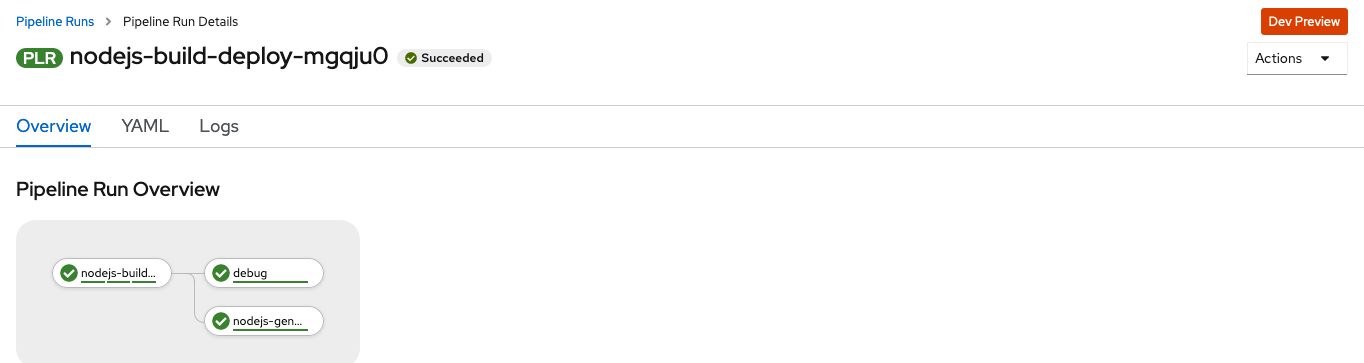 Pipeline Runs > Pipeline Run Details
Dev Preview
PLR nodejs-build-deploy-mgqju0 Succeeded
Actions
Overview YAML Logs
Pipeline Run Overview
nodejs-build... debug
nodejs-gen...